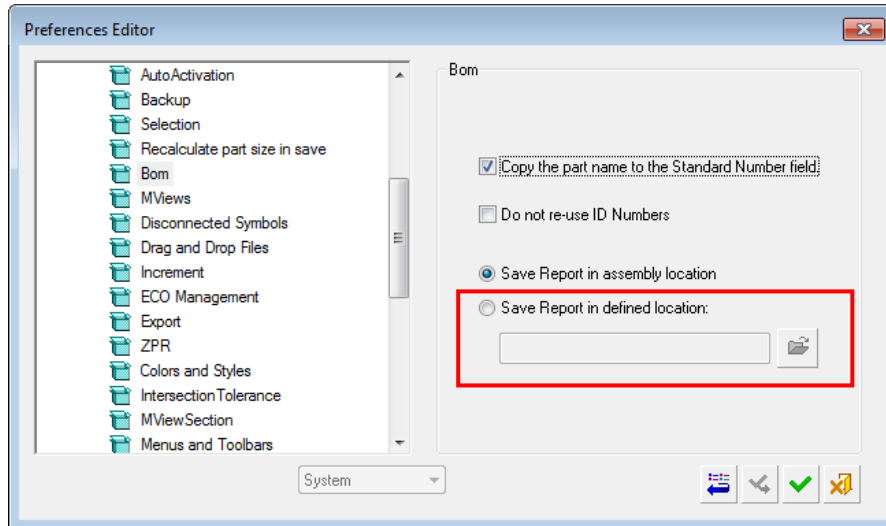 Preferences Editor
AutoActivation
Backup
Selection
Recalculate part size in save
Bom
MViews
Disconnected Symbols
Drag and Drop Files
Increment
ECO Management
Export
ZPR
Colors and Styles
IntersectionTolerance
MViewSection
Menus and Toolbars
System
Bom
Copy the part name to the Standard Number field.
Do not re-use ID Numbers
Save Report in assembly location
Save Report in defined location: